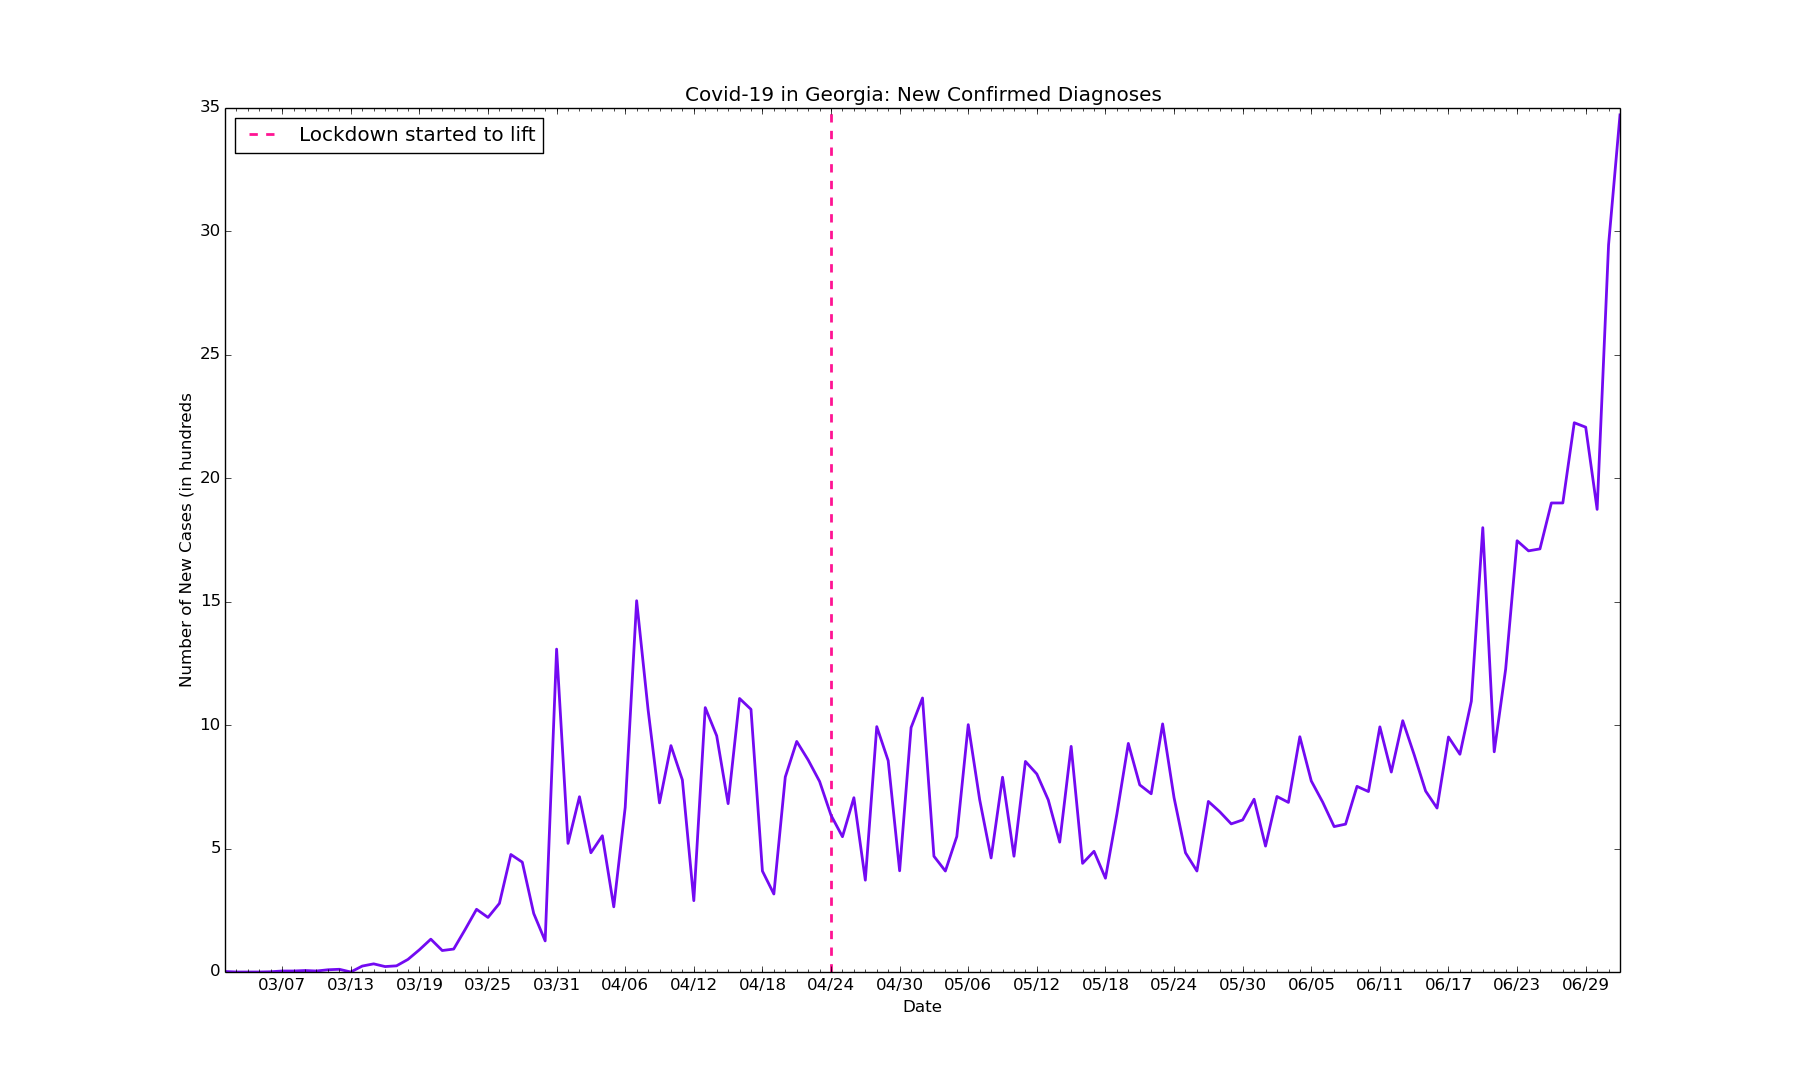 Covid-19 in Georgia: New Confirmed Diagnoses
Lockdown started to lift
35
30
25
20
15
10
5
0
Number of New Cases (in hundreds
03/07 03/13 03/19 03/25 03/31 04/06 04/12 04/18 04/24 04/30 05/06 05/12 05/18 05/24 05/30 06/05 06/11 06/17 06/23 06/29
Date